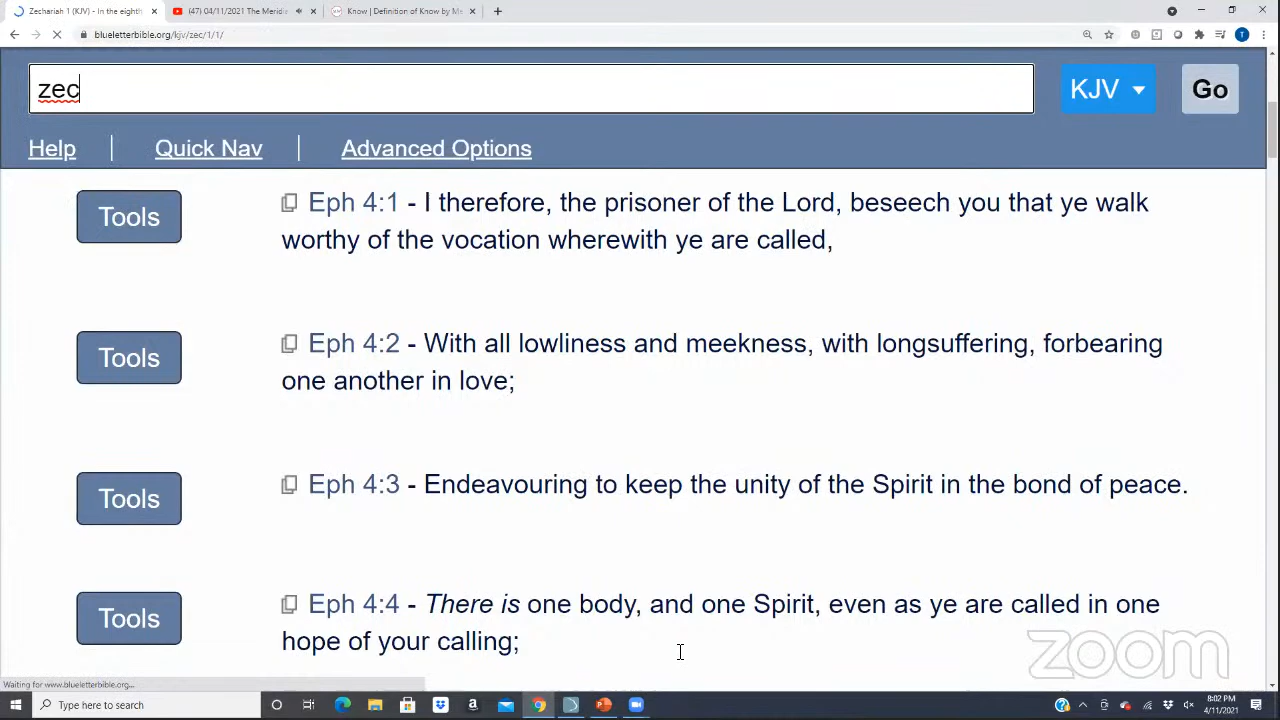 Zechariah 1 (KJV) - In the eighth
(47) 04/11/2021 The Meridi
Know | Definition of Know by Me
blueletterbible.org/kjv/zec/1/1/
T
zec
KJV
Go
Help
Quick Nav
Advanced Options
Tools
Eph 4:1 - I therefore, the prisoner of the Lord, beseech you that ye walk
worthy of the vocation wherewith ye are called,
Tools
Eph 4:2 - With all lowliness and meekness, with longsuffering, forbearing
one another in love;
Tools
Eph 4:3 - Endeavouring to keep the unity of the Spirit in the bond of peace.
Tools
Eph 4:4 - There is one body, and one Spirit, even as ye are called in one
hope of your calling;
zoom
Waiting for www.blueletterbible.org...
Type here to search
8:02 PM
4/11/2021